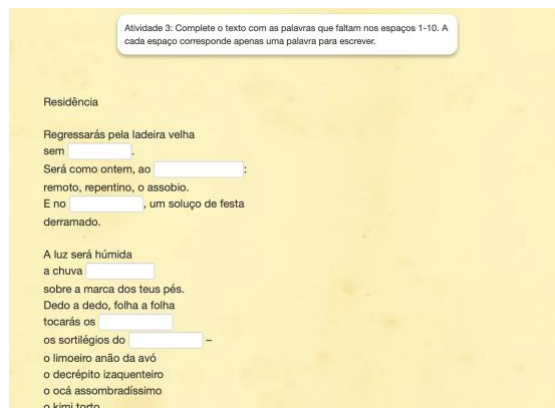 Atividade 3: Complete o texto com as palavras que faltam nos espaços 1-10. A
cada espaço corresponde apenas uma palavra para escrever.
Residência
Regressarás pela ladeira velha
sem .
Será como ontem, ao :
remoto, repentino, o assobio.
E no , um soluço de festa
derramado.
A luz será húmida
a chuva
sobre a marca dos teus pés.
Dedo a dedo, folha a folha
tocarás os
os sortilégios do –
o limoeiro anão da avó
o decrépito izaquenteiro
o ocá assombradíssimo
o kimi torto